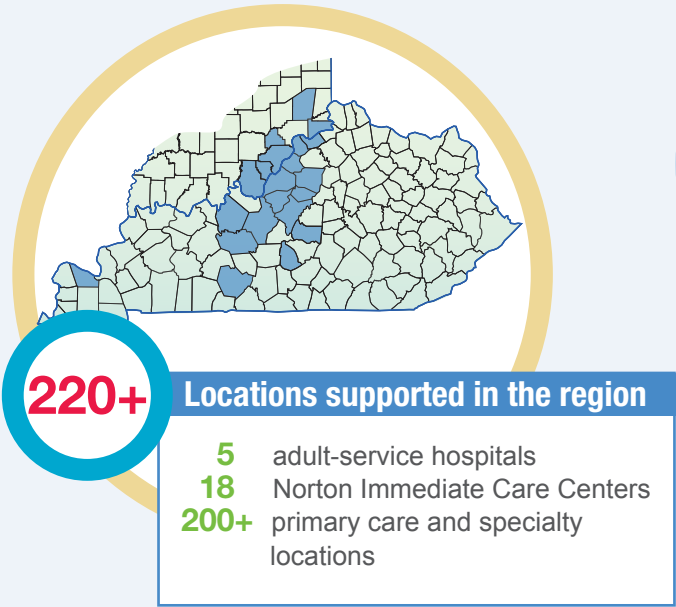 220+
Locations supported in the region
5 adult-service hospitals
18 Norton Immediate Care Centers
200+ primary care and specialty
locations